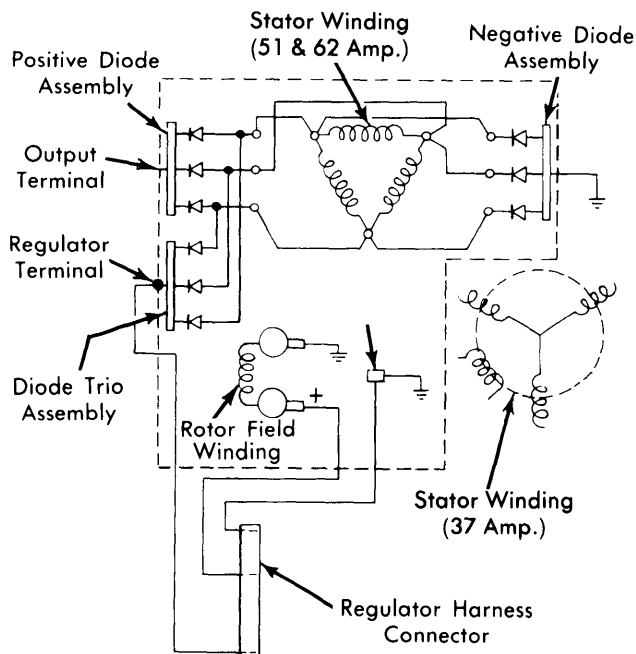 Stator Winding
(51 & 62 Amp.)
Negative Diode
Assembly
Positive Diode
Assembly
Output
Terminal
Regulator
Terminal
Diode Trio
Assembly
+
Rotor Field
Winding
Stator Winding
(37 Amp.)
Regulator Harness
Connector